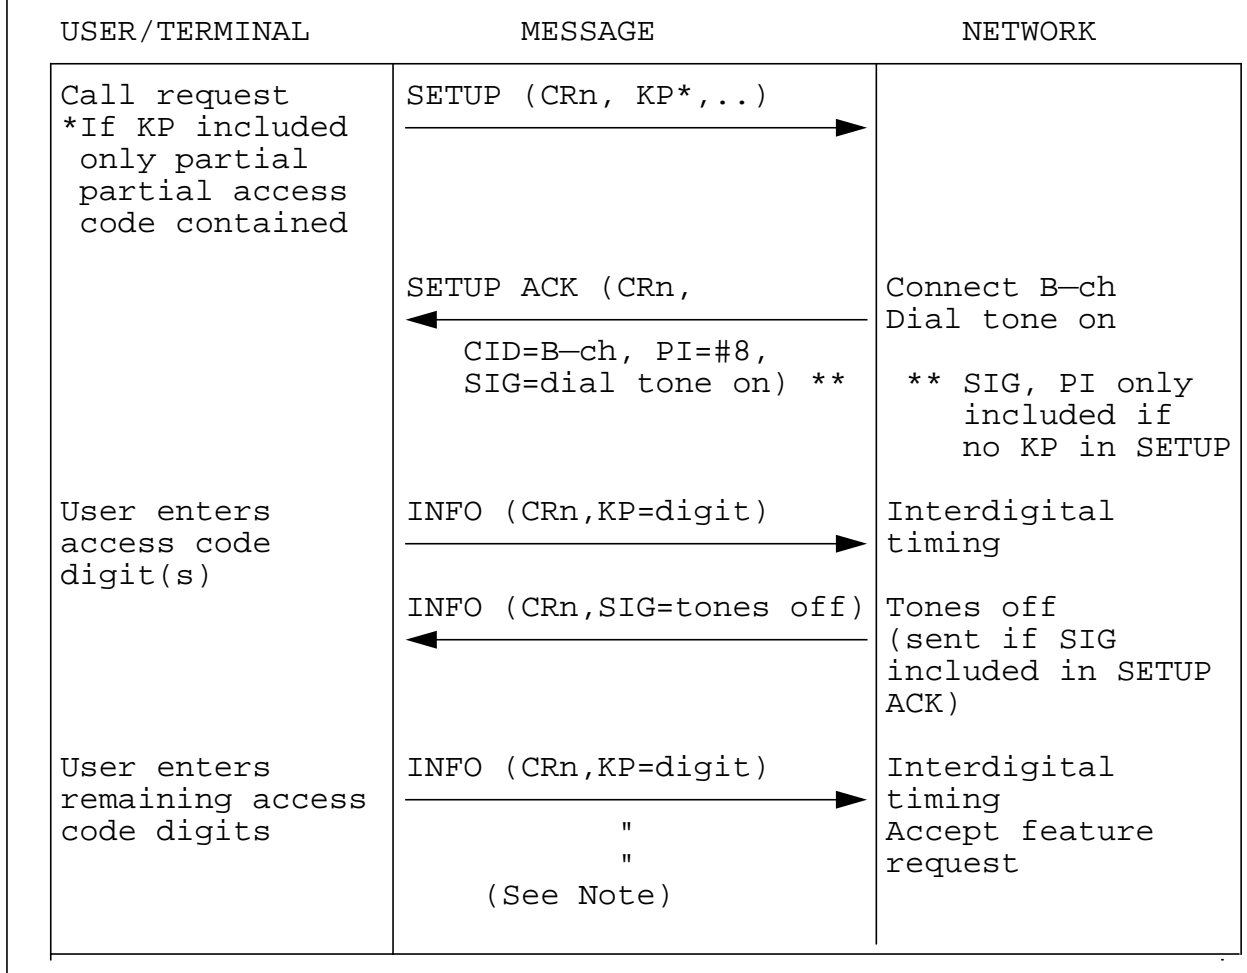 USER/TERMINAL MESSAGE NETWORK
Call request
*If KP included
only partial
partial access
code contained
SETUP (CRn, KP*,..)
SETUP ACK (CRn,
CID=B—ch, PI=#8,
SIG=dial tone on) **
Connect B—ch
Dial tone on
** SIG, PI only
included if
no KP in SETUP
User enters
access code
digit(s)
INFO (CRn,KP=digit)
Interdigital
timing
INFO (CRn,SIG=tones off)
Tones off
(sent if SIG
included in SETUP
ACK)
User enters
remaining access
code digits
INFO (CRn,KP=digit)
"
"
(See Note)
Interdigital
timing
Accept feature
request